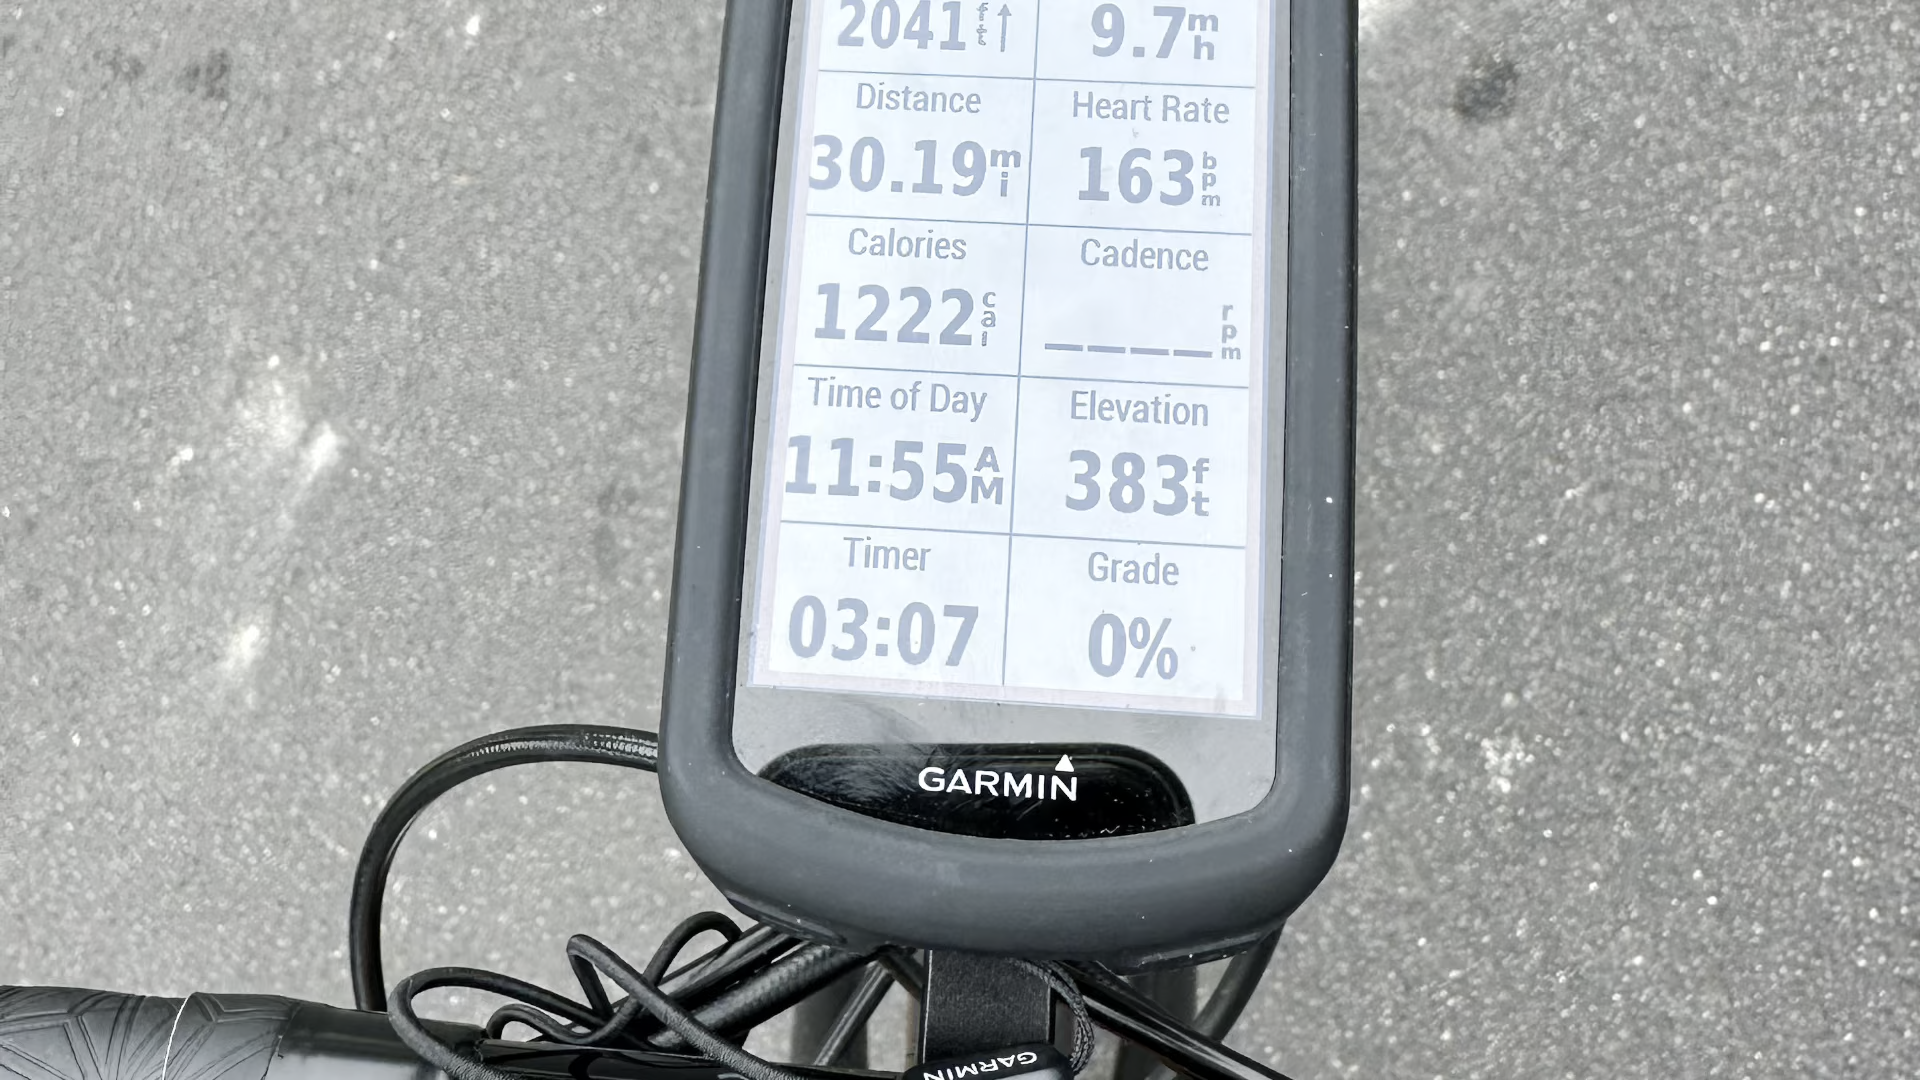 2041 ft ↑
9.7 mh
Distance
30.19 mi
Heart Rate
163 bpm
Calories
1222 cal
Cadence
____ rpm
Time of Day
11:55 AM
Elevation
383 ft
Timer
03:07
Grade
0%
GARMIN
GARMIN